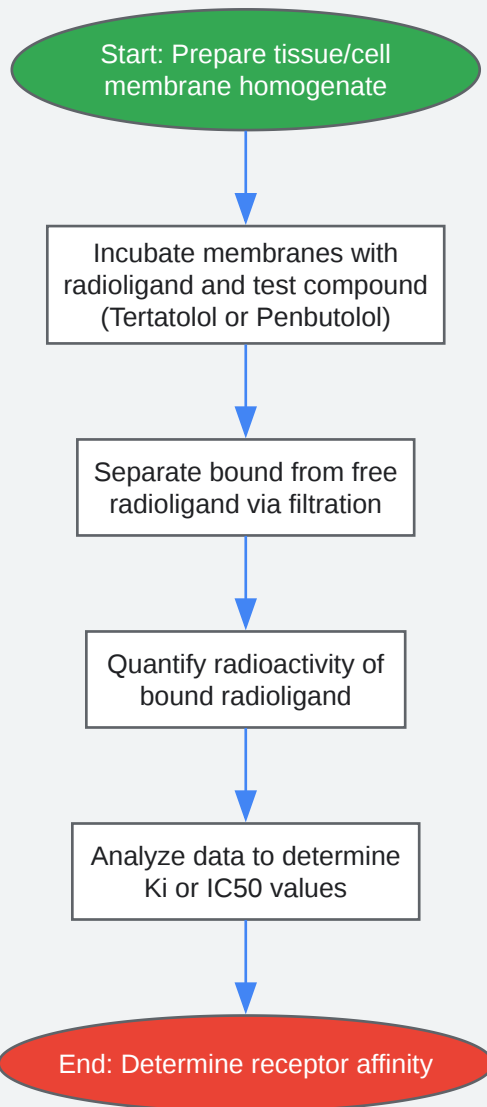 Start: Prepare tissue/cell
membrane homogenate
Incubate membranes with
radioligand and test compound
(Tertatolol or Penbutolol)
Separate bound from free
radioligand via filtration
Quantify radioactivity of
bound radioligand
Analyze data to determine
Ki or IC50 values
End: Determine receptor affinity